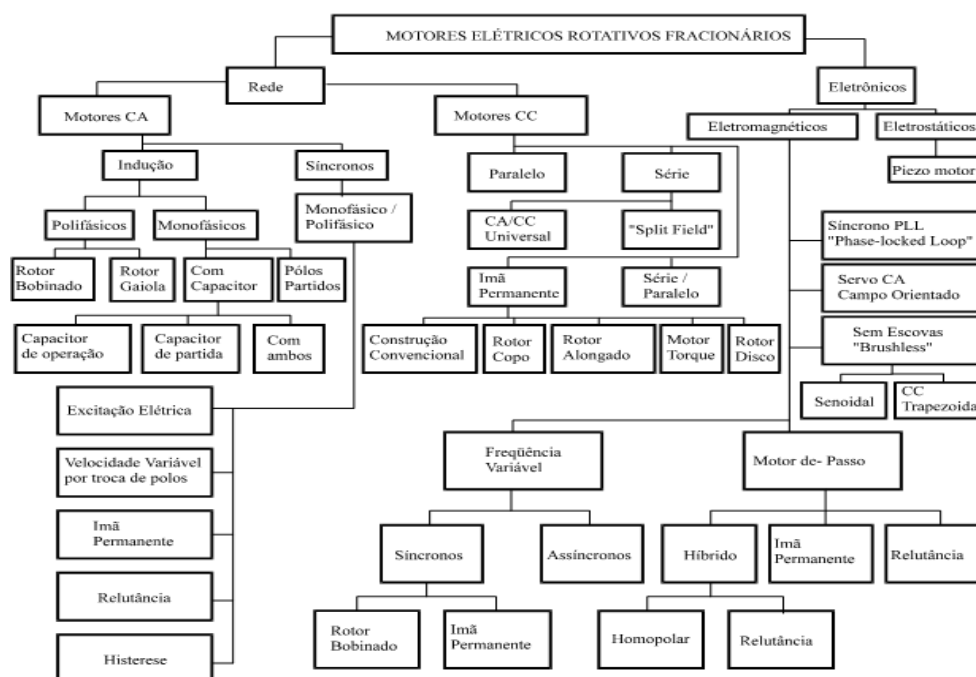 MOTORES ELÉTRICOS ROTATIVOS FRACIONÁRIOS
Rede
Eletrônicos
Motores CA
Motores CC
Eletromagnéticos
Eletrostáticos
Indução
Síncronos
Paralelo
Série
Piezo motor
Polifásicos
Monofásicos
Monofásico /
Polifásico
CA/CC
Universal
"Split Field"
Síncrono PLL
"Phase-locked Loop"
Rotor
Bobinado
Rotor
Gaiola
Com
Capacitor
Pólos
Partidos
Imã
Permanente
Série /
Paralelo
Servo CA
Campo Orientado
Capacitor
de operação
Capacitor
de partida
Com
ambos
Construção
Convencional
Rotor
Copo
Rotor
Alongado
Motor
Torque
Rotor
Disco
Sem Escovas
"Brushless"
Senoidal
CC
Trapezoida
Excitação Elétrica
Velocidade Variável
por troca de polos
Imã
Permanente
Relutância
Histerese
Freqüência
Variável
Motor de- Passo
Síncronos
Assíncronos
Híbrido
Imã
Permanente
Relutância
Rotor
Bobinado
Imã
Permanente
Homopolar
Relutância